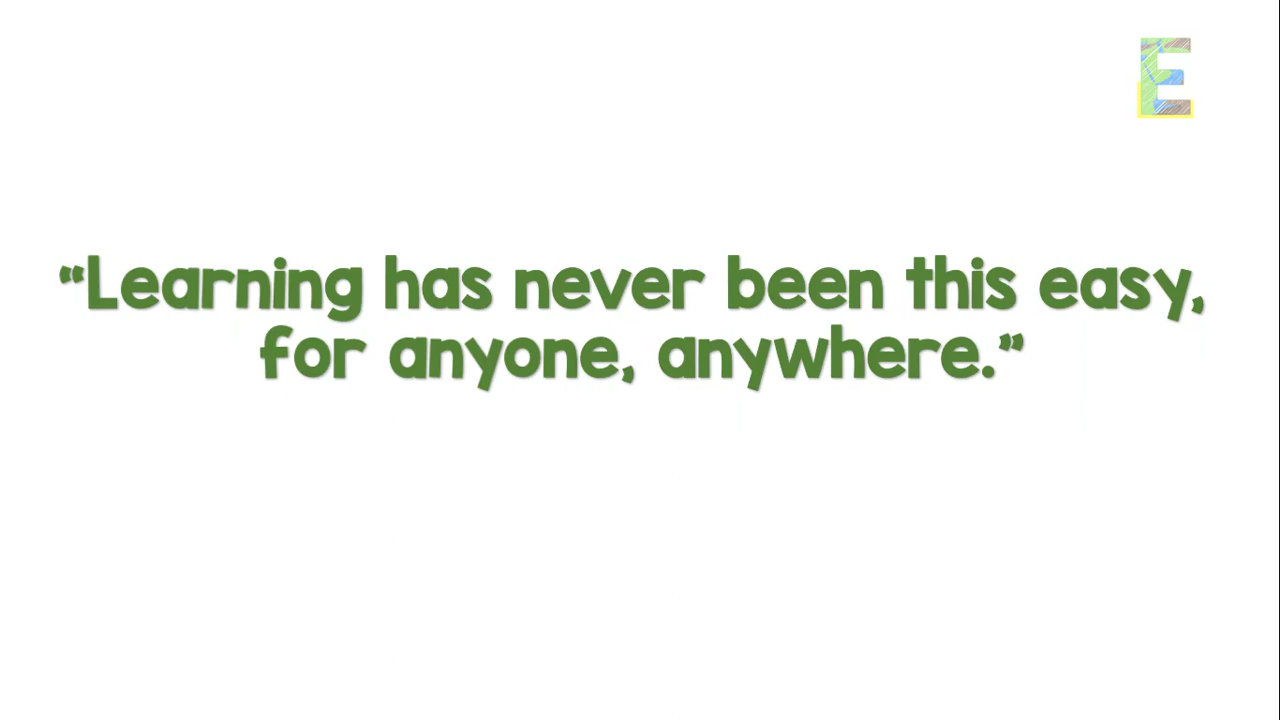 E
“Learning has never been this easy,
for anyone, anywhere.”